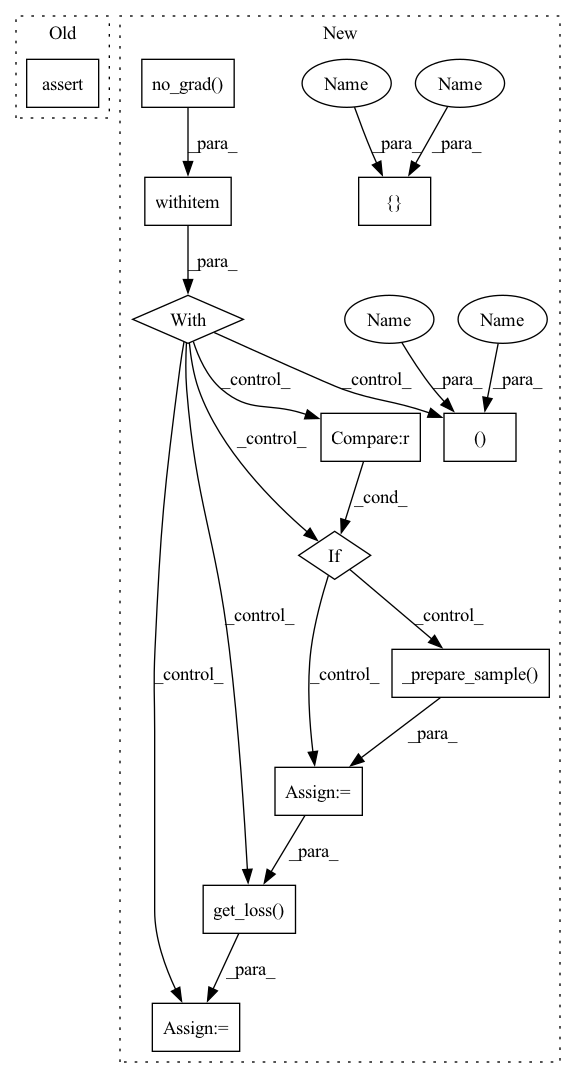 Old
New
assert
no_grad()
Name
Name
_para_
_para_
_para_
withitem
{}
_para_
With
Name
Name
_control_
_control_
_para_
_para_
_control_
Compare:r
()
_cond_
If
_control_
_control_
_control_
_control_
_prepare_sample()
_para_
Assign:=
_para_
get_loss()
_para_
Assign:=